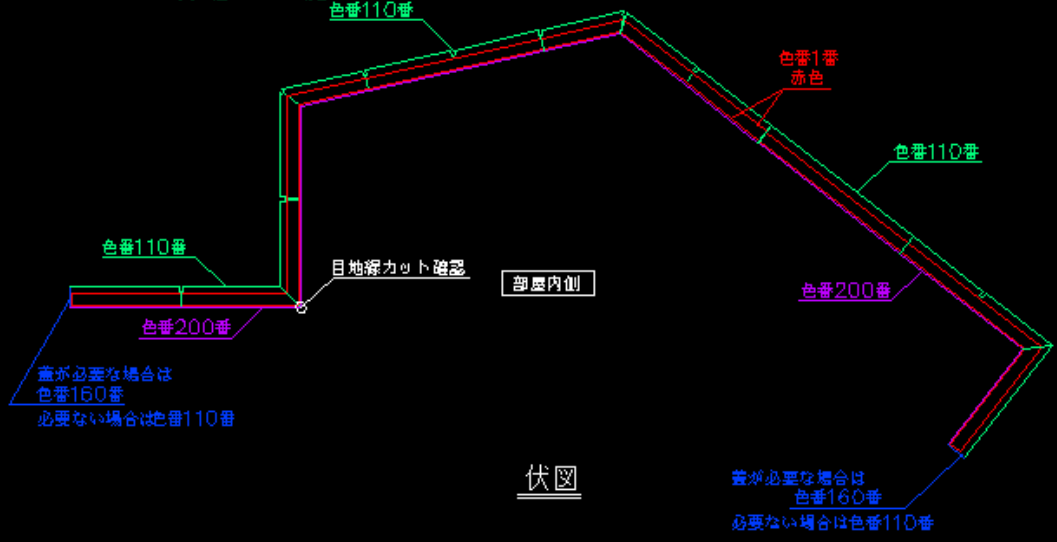 色番110番
色番1番
赤色
色番110番
色番110番
目地線カット確認
部屋内側
色番200番
色番200番
蓋が必要な場合は
色番160番
必要ない場合は色番110番
伏図
蓋が必要な場合は
色番160番
必要ない場合は色番110番